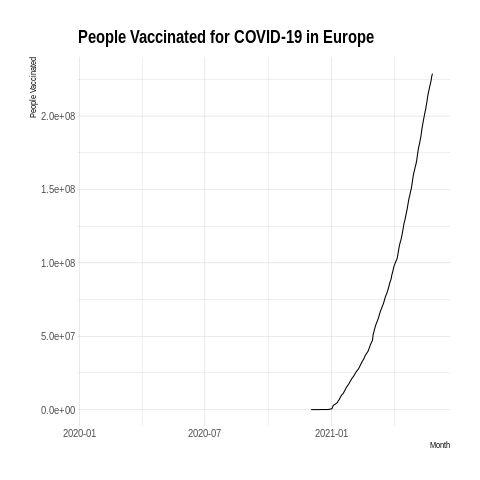 People Vaccinated for COVID-19 in Europe
People Vaccinated
2.0e+08
1.5e+08
1.0e+08
5.0e+07
0.0e+00
2020-01 2020-07 2021-01
Month